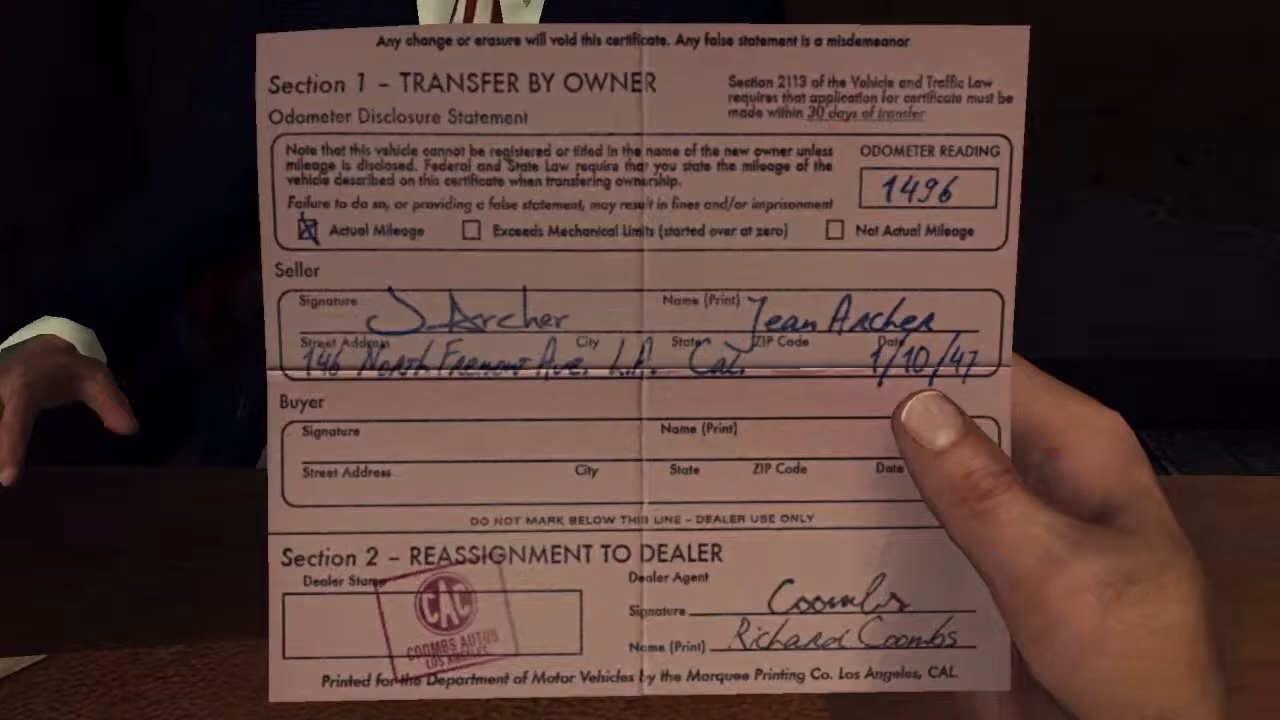 Any change or erasure will void this certificate. Any false statement is a misdemeanor
Section 1 - TRANSFER BY OWNER
Section 2113 of the Vehicle and Traffic Law
requires that application for certificate must be
made within 30 days of transfer
Odometer Disclosure Statement
Note that this vehicle cannot be registered or titled in the name of the new owner unless
mileage is disclosed. Federal and State Law require that you state the mileage of the
vehicle described on this certificate when transferring ownership.
Failure to do so, or providing a false statement, may result in fines and/or imprisonment
ODOMETER READING
1496
Actual Mileage Exceeds Mechanical Limits (started over at zero) Not Actual Mileage
Seller
Signature J. Archer Name (Print) Jean Archer
Street Address City State ZIP Code Date
146 North Fremont Ave. L.A. Cal. 1/10/47
Buyer
Signature Name (Print)
Street Address City State ZIP Code Date
DO NOT MARK BELOW THIS LINE - DEALER USE ONLY
Section 2 - REASSIGNMENT TO DEALER
Dealer Stamp
CAC
COOMBS AUTOS
LOS ANGELES
Dealer Agent
Signature Coombs
Name (Print) Richard Coombs
Printed for the Department of Motor Vehicles by the Marquee Printing Co. Los Angeles, CAL.